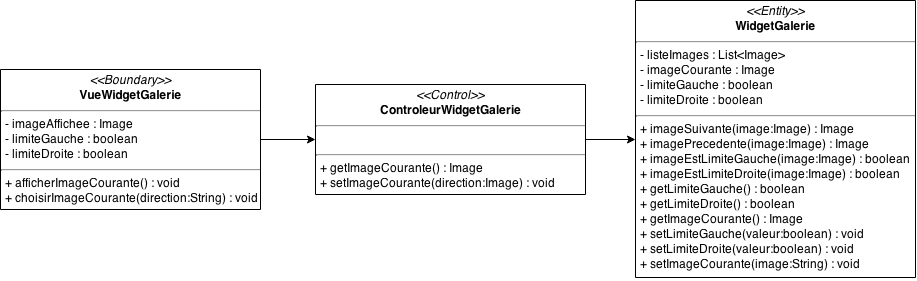 <<Boundary>>
VueWidgetGalerie
- imageAffichee : Image
- limiteGauche : boolean
- limiteDroite : boolean
+ afficherImageCourante() : void
+ choisirImageCourante(direction:String) : void
<<Control>>
ControleurWidgetGalerie
+ getImageCourante() : Image
+ setImageCourante(direction:Image) : void
<<Entity>>
WidgetGalerie
- listeImages : List<Image>
- imageCourante : Image
- limiteGauche : boolean
- limiteDroite : boolean
+ imageSuivante(image:Image) : Image
+ imagePrecedente(image:Image) : Image
+ imageEstLimiteGauche(image:Image) : boolean
+ imageEstLimiteDroite(image:Image) : boolean
+ getLimiteGauche() : boolean
+ getLimiteDroite() : boolean
+ getImageCourante() : Image
+ setLimiteGauche(valeur:boolean) : void
+ setLimiteDroite(valeur:boolean) : void
+ setImageCourante(image:String) : void